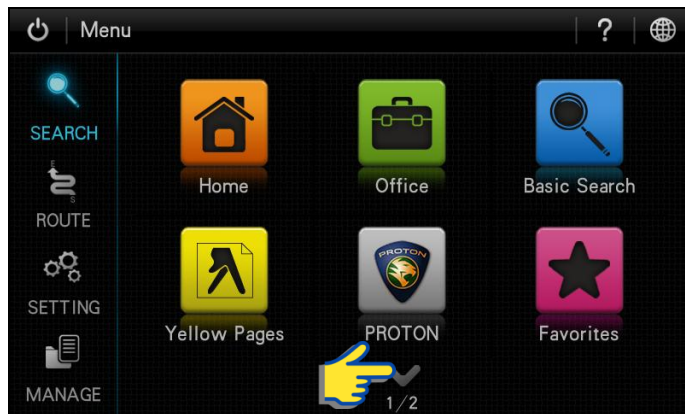 Menu
?
SEARCH
ROUTE
SETTING
MANAGE
Home
Office
Basic Search
Yellow Pages
PROTON
PROTON
Favorites
1/2
E
S